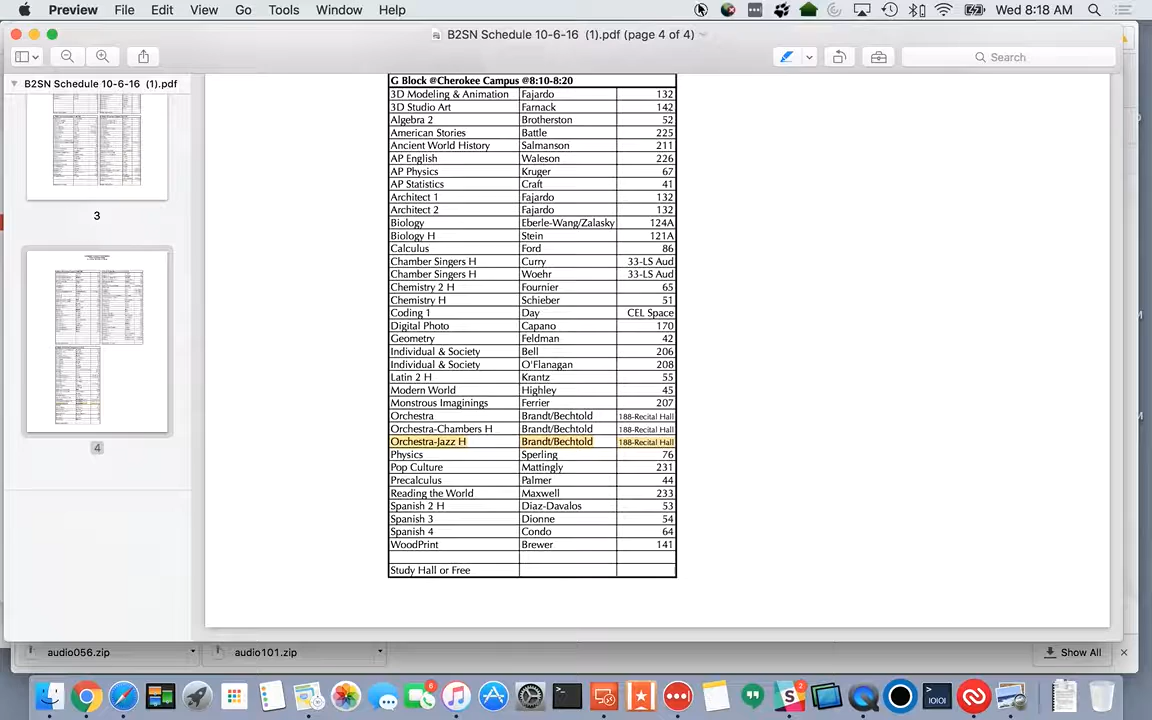 Preview File Edit View Go Tools Window Help Wed 8:18 AM
B2SN Schedule 10-6-16 (1).pdf (page 4 of 4)
Search
B2SN Schedule 10-6-16 (1).pdf
3
4
G Block @Cherokee Campus @8:10-8:20
3D Modeling & Animation Fajardo 132
3D Studio Art Farnack 142
Algebra 2 Brotherston 52
American Stories Battle 225
Ancient World History Salmanson 211
AP English Waleson 226
AP Physics Kruger 67
AP Statistics Craft 41
Architect 1 Fajardo 132
Architect 2 Fajardo 132
Biology Eberle-Wang/Zalasky 124A
Biology H Stein 121A
Calculus Ford 86
Chamber Singers H Curry 33-LS Aud
Chamber Singers H Woehr 33-LS Aud
Chemistry 2 H Fournier 65
Chemistry H Schieber 51
Coding 1 Day CEL Space
Digital Photo Capano 170
Geometry Feldman 42
Individual & Society Bell 206
Individual & Society O'Flanagan 208
Latin 2 H Krantz 55
Modern World Highley 45
Monstrous Imaginings Ferrier 207
Orchestra Brandt/Bechtold 188-Recital Hall
Orchestra-Chambers H Brandt/Bechtold 188-Recital Hall
Orchestra-Jazz H Brandt/Bechtold 188-Recital Hall
Physics Sperling 76
Pop Culture Mattingly 231
Precalculus Palmer 44
Reading the World Maxwell 233
Spanish 2 H Diaz-Davalos 53
Spanish 3 Dionne 54
Spanish 4 Condo 64
WoodPrint Brewer 141
Study Hall or Free
audio056.zip audio101.zip Show All